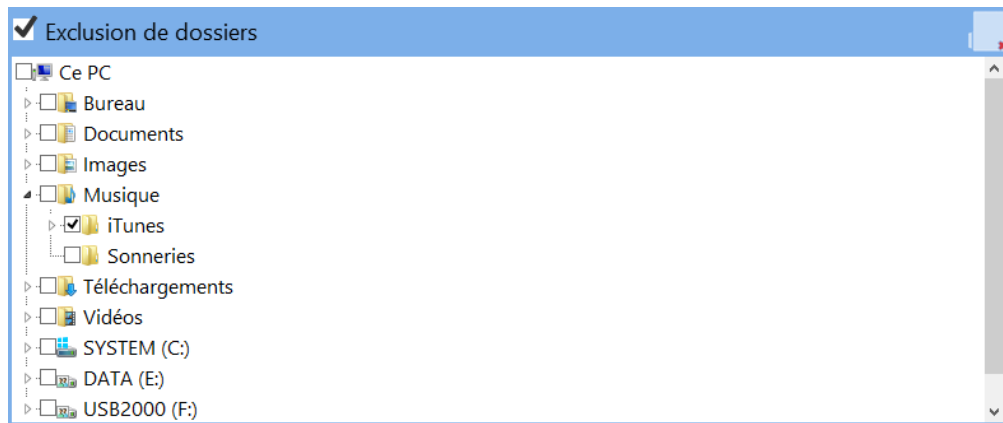 Exclusion de dossiers
Ce PC
Bureau
Documents
Images
Musique
iTunes
Sonneries
Téléchargements
Vidéos
SYSTEM (C:)
DATA (E:)
USB2000 (F:)